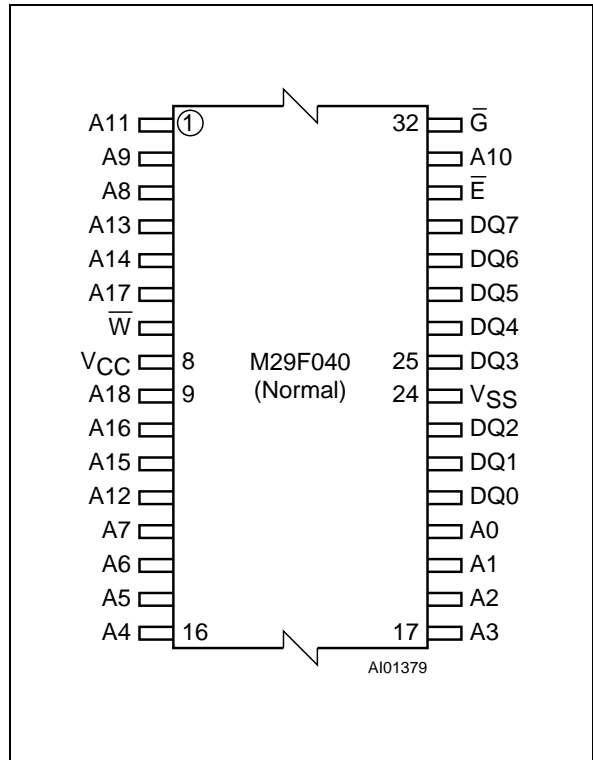 A11 1 32 G̅
A9 A10
A8 E̅
A13 DQ7
A14 DQ6
A17 DQ5
W̅ DQ4
VCC 8 M29F040 25 DQ3
A18 9 (Normal) 24 VSS
A16 DQ2
A15 DQ1
A12 DQ0
A7 A0
A6 A1
A5 A2
A4 16 17 A3
AI01379